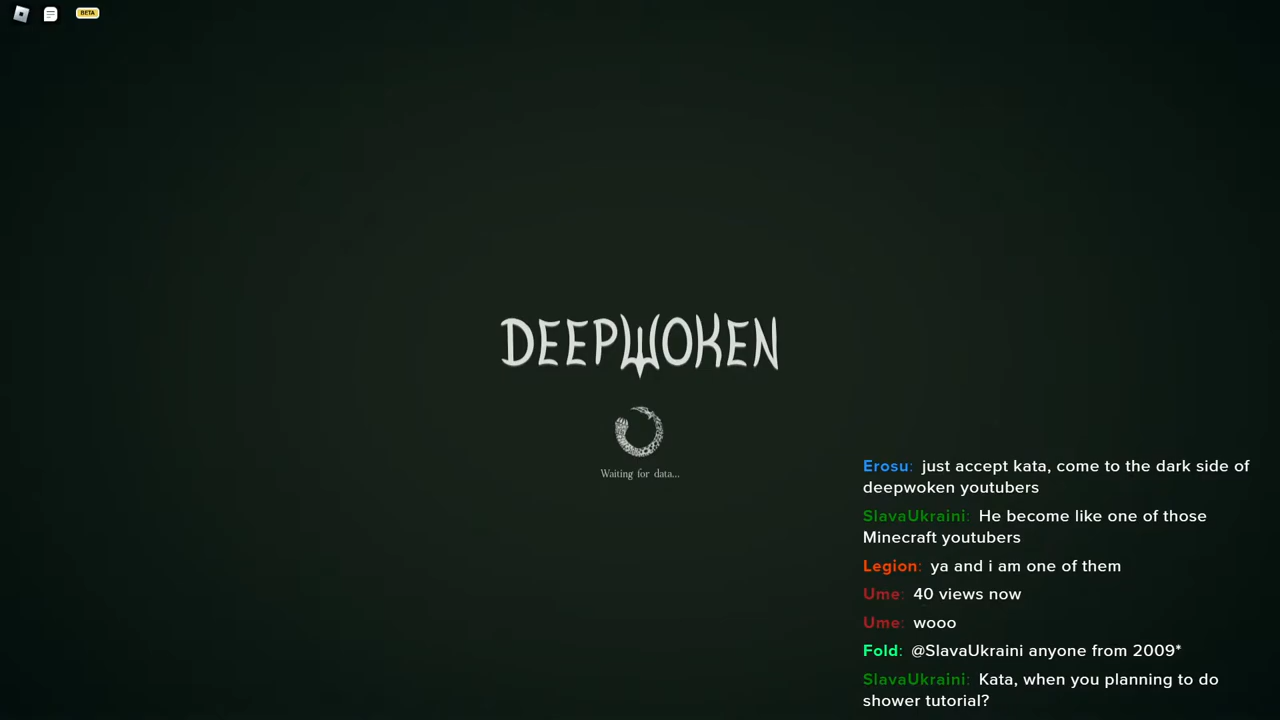 BETA
DEEPWOKEN
Waiting for data...
Erosu: just accept kata, come to the dark side of
deepwoken youtubers
SlavaUkraini: He become like one of those
Minecraft youtubers
Legion: ya and i am one of them
Ume: 40 views now
Ume: wooo
Fold: @SlavaUkraini anyone from 2009*
SlavaUkraini: Kata, when you planning to do
shower tutorial?